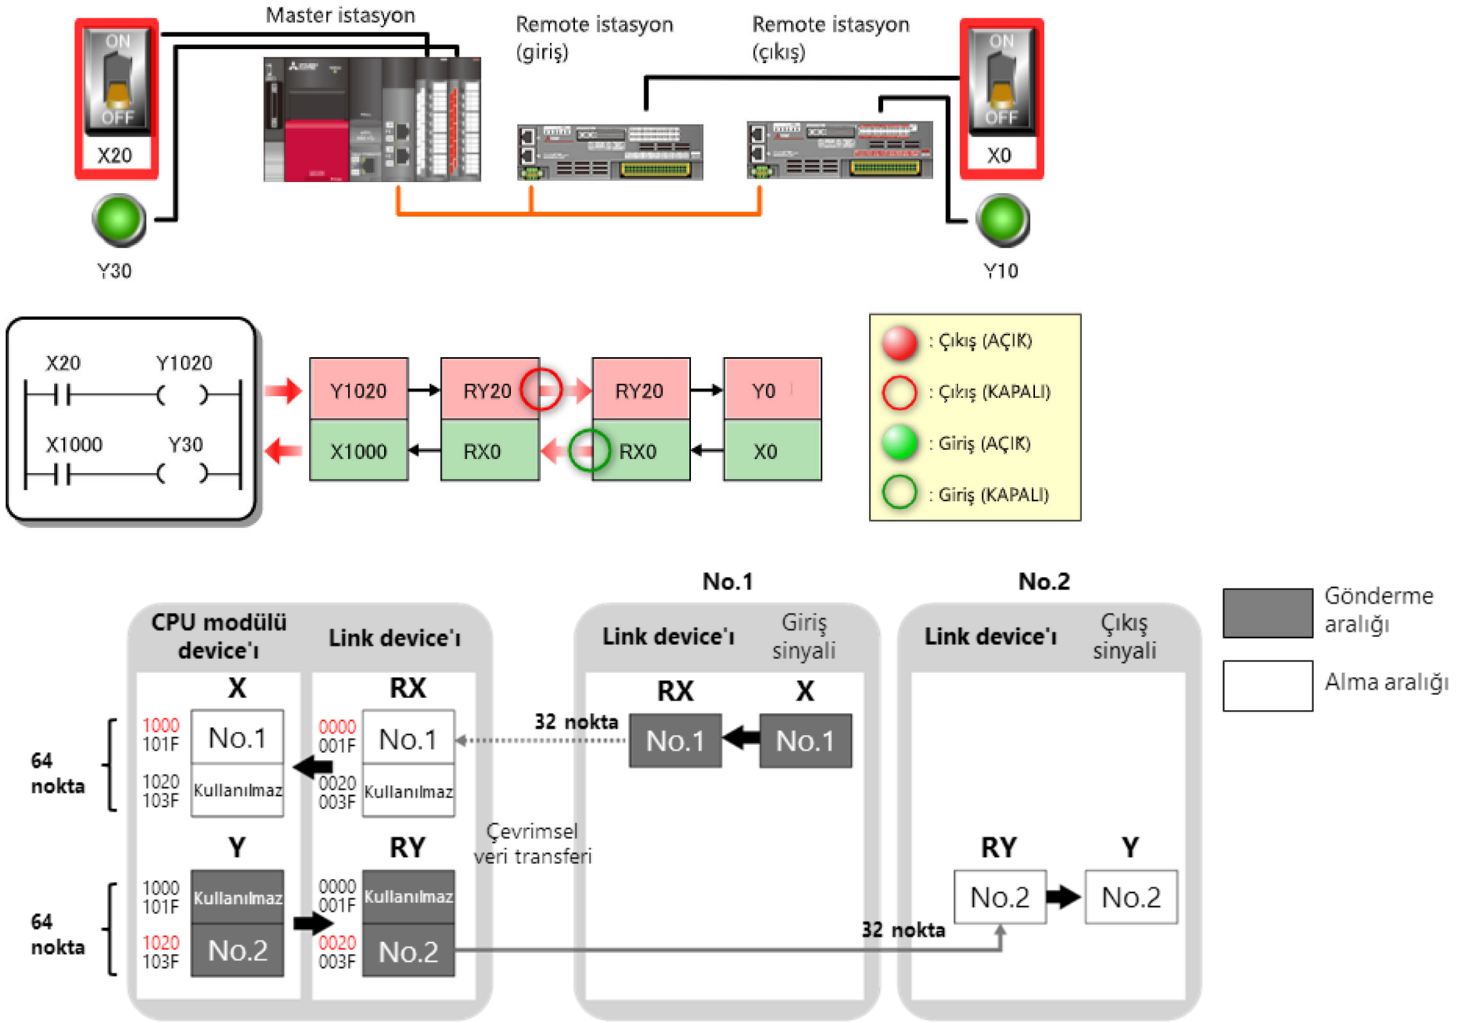 Master istasyon
Remote istasyon
(giriş)
Remote istasyon
(çıkış)
ON
OFF
X20
Y30
ON
OFF
X0
Y10
X20
Y1020
X1000
Y30
Y1020
RY20
RY20
Y0
X1000
RX0
RX0
X0
: Çıkış (AÇIK)
: Çıkış (KAPALI)
: Giriş (AÇIK)
: Giriş (KAPALI)
No.1
No.2
Gönderme
aralığı
Alma aralığı
CPU modülü
device'ı
Link device'ı
Link device'ı
Giriş
sinyali
Link device'ı
Çıkış
sinyali
X
RX
RX
X
64
nokta
1000
101F
No.1
0000
001F
No.1
32 nokta
No.1
No.1
1020
103F
Kullanılmaz
0020
003F
Kullanılmaz
Çevrimsel
veri transferi
Y
RY
RY
Y
64
nokta
1000
101F
Kullanılmaz
0000
001F
Kullanılmaz
No.2
No.2
1020
103F
No.2
0020
003F
No.2
32 nokta